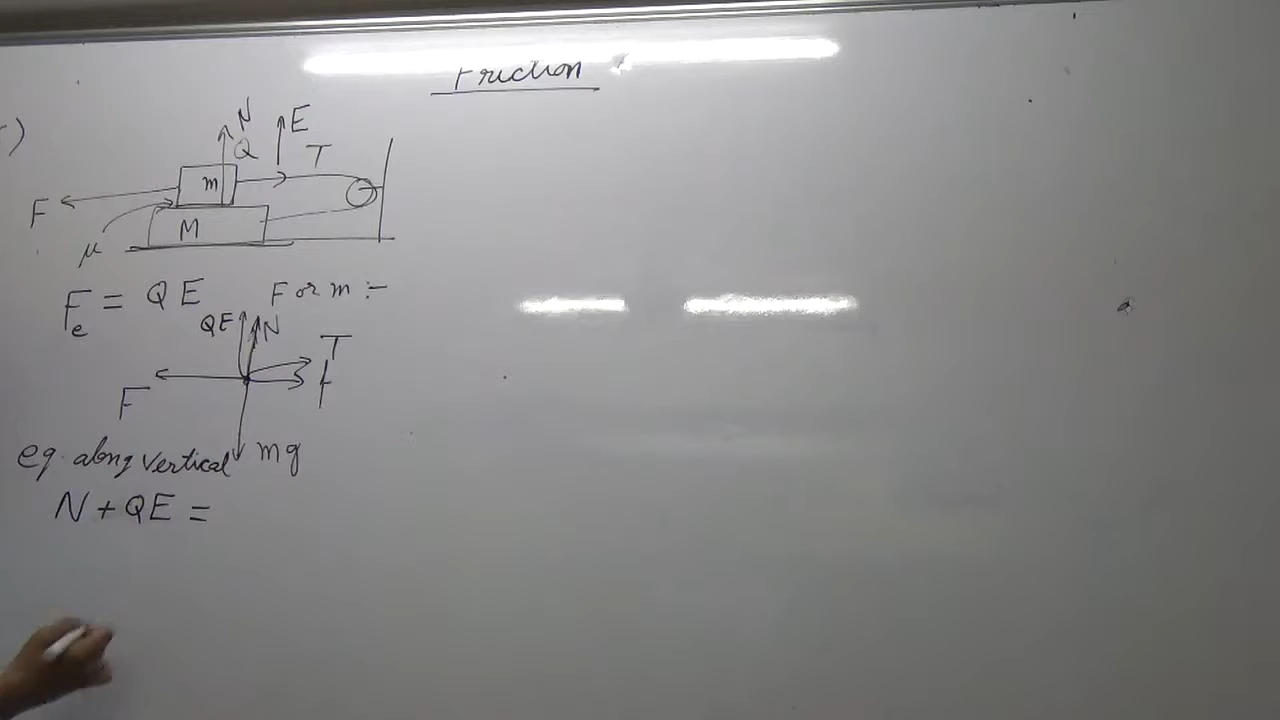 Friction
N
E
Q
T
m
F
M
μ
Fe = QE
For m :-
QE
N
T
f
F
mg
eq. along vertical
N + QE =